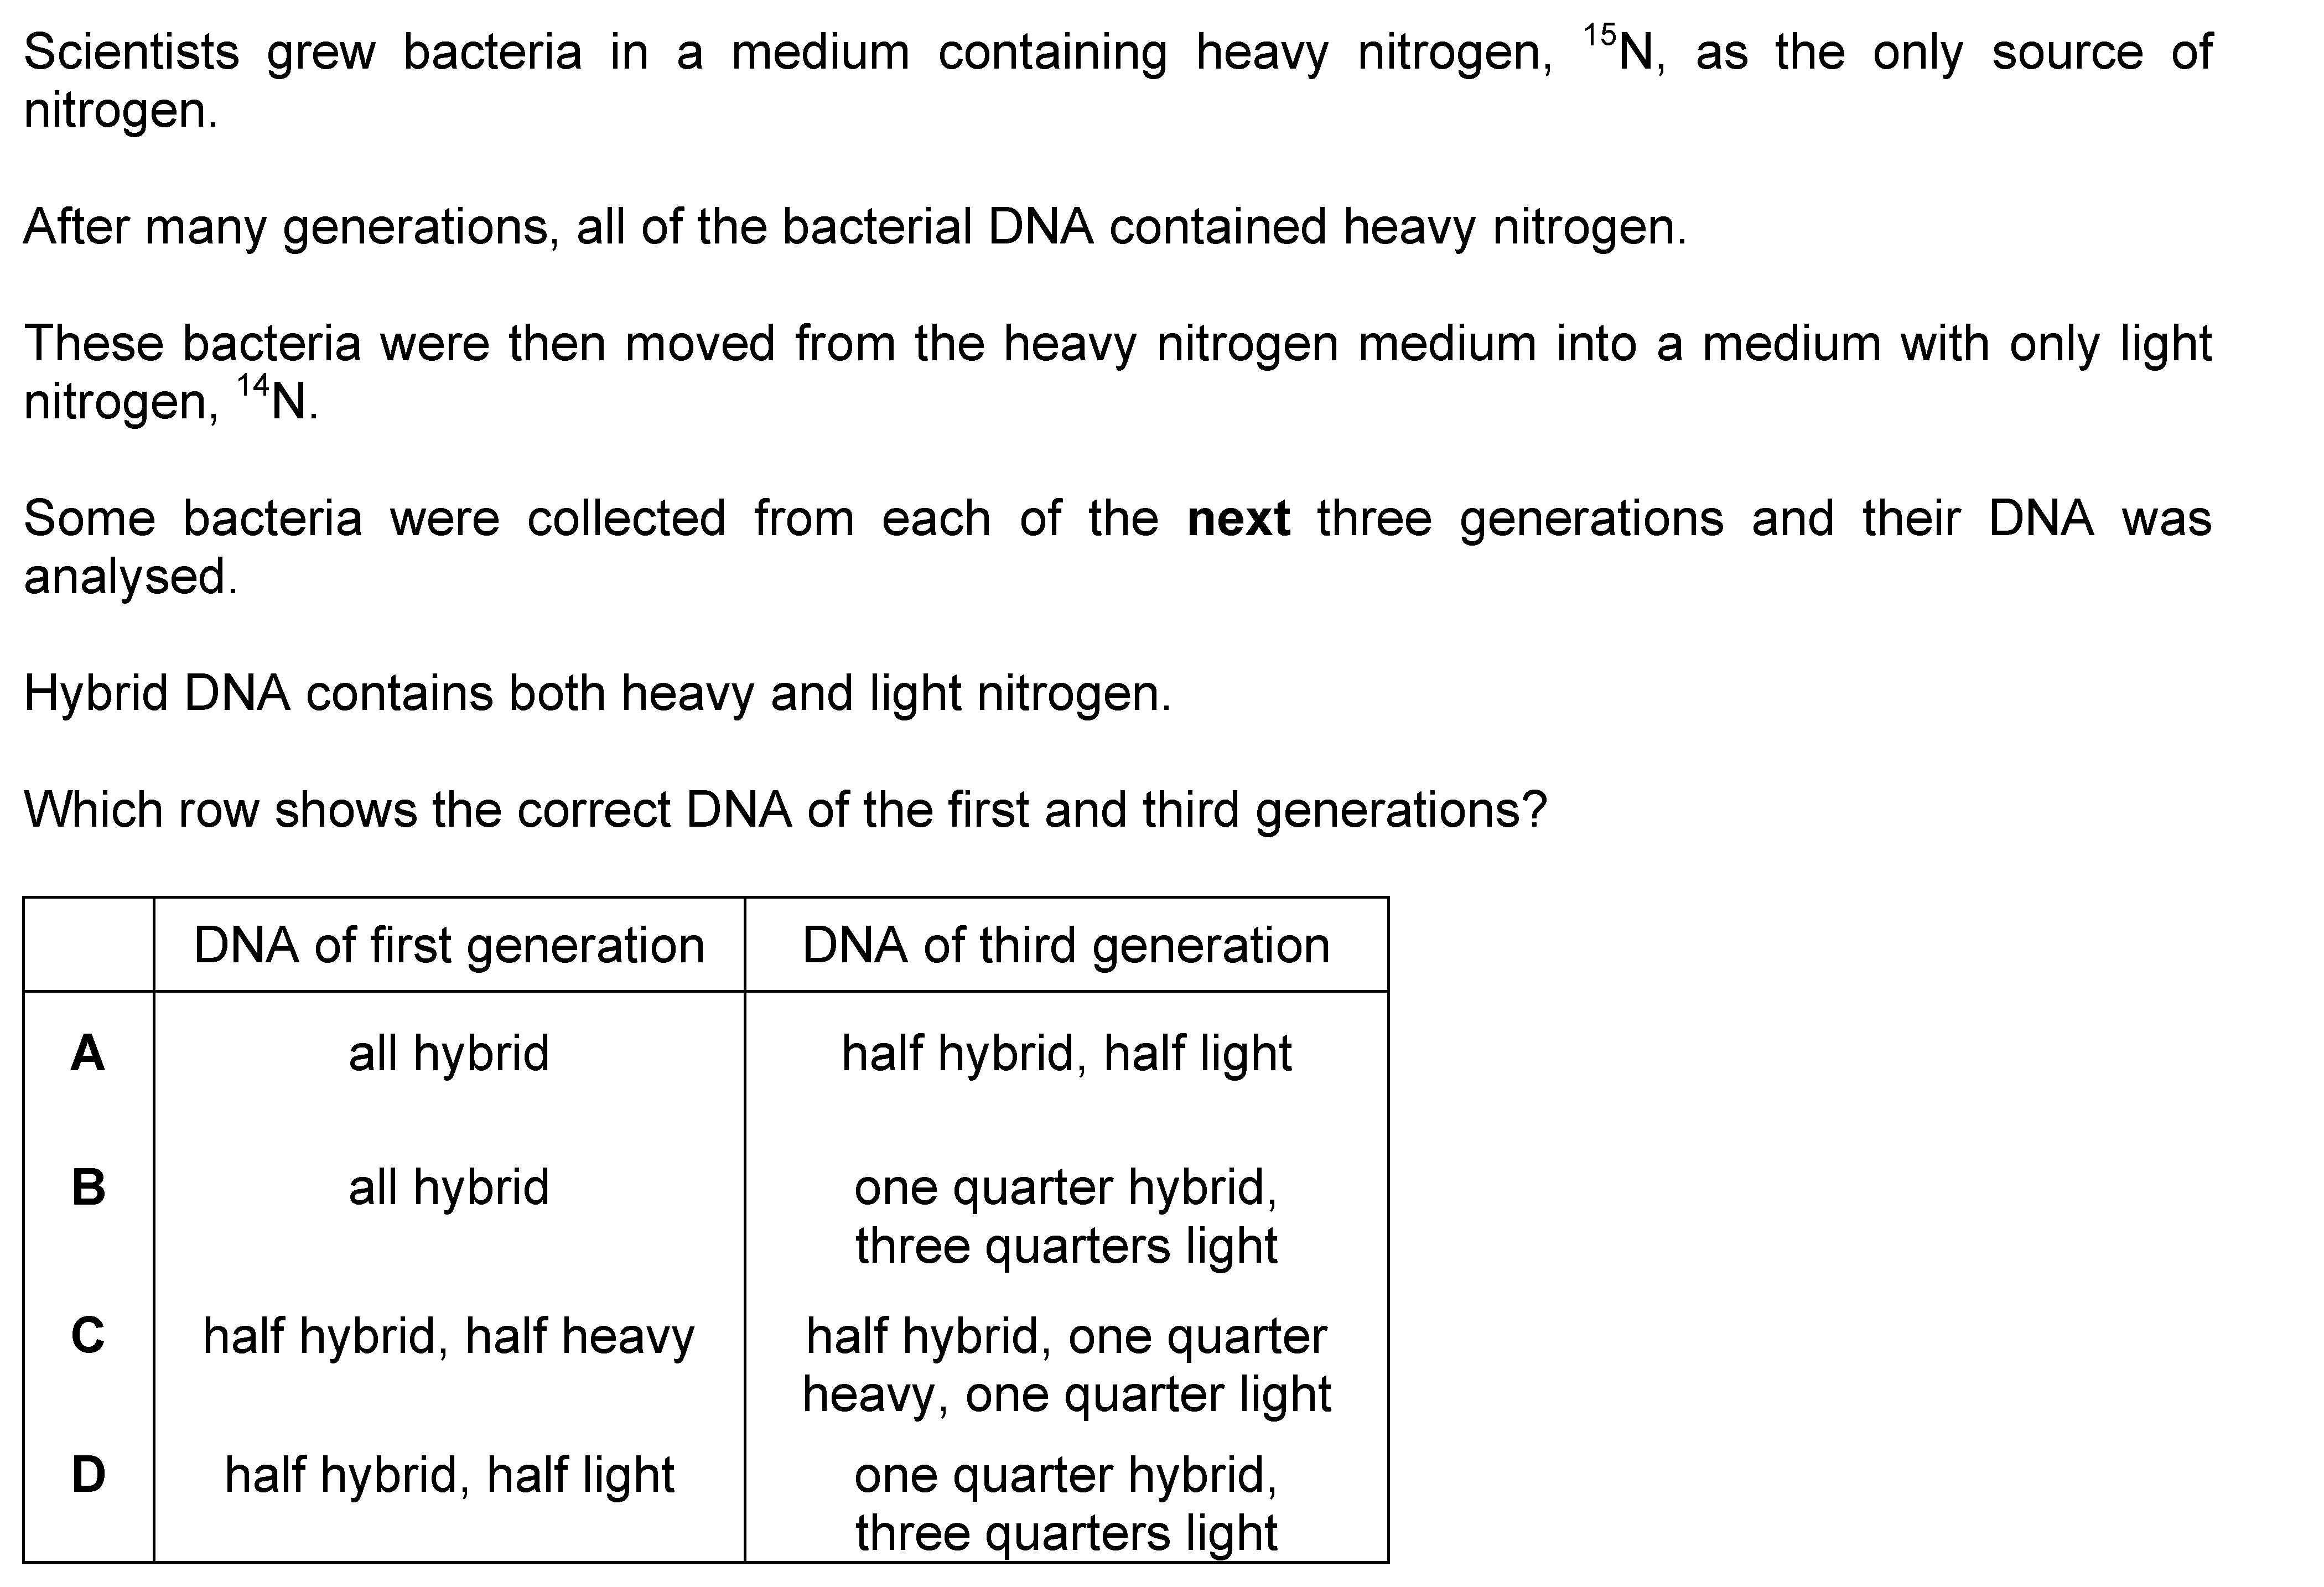 Scientists grew bacteria in a medium containing heavy nitrogen, ¹⁵N, as the only source of
nitrogen.
After many generations, all of the bacterial DNA contained heavy nitrogen.
These bacteria were then moved from the heavy nitrogen medium into a medium with only light
nitrogen, ¹⁴N.
Some bacteria were collected from each of the next three generations and their DNA was
analysed.
Hybrid DNA contains both heavy and light nitrogen.
Which row shows the correct DNA of the first and third generations?
DNA of first generation DNA of third generation
A all hybrid half hybrid, half light
B all hybrid one quarter hybrid,
three quarters light
C half hybrid, half heavy half hybrid, one quarter
heavy, one quarter light
D half hybrid, half light one quarter hybrid,
three quarters light